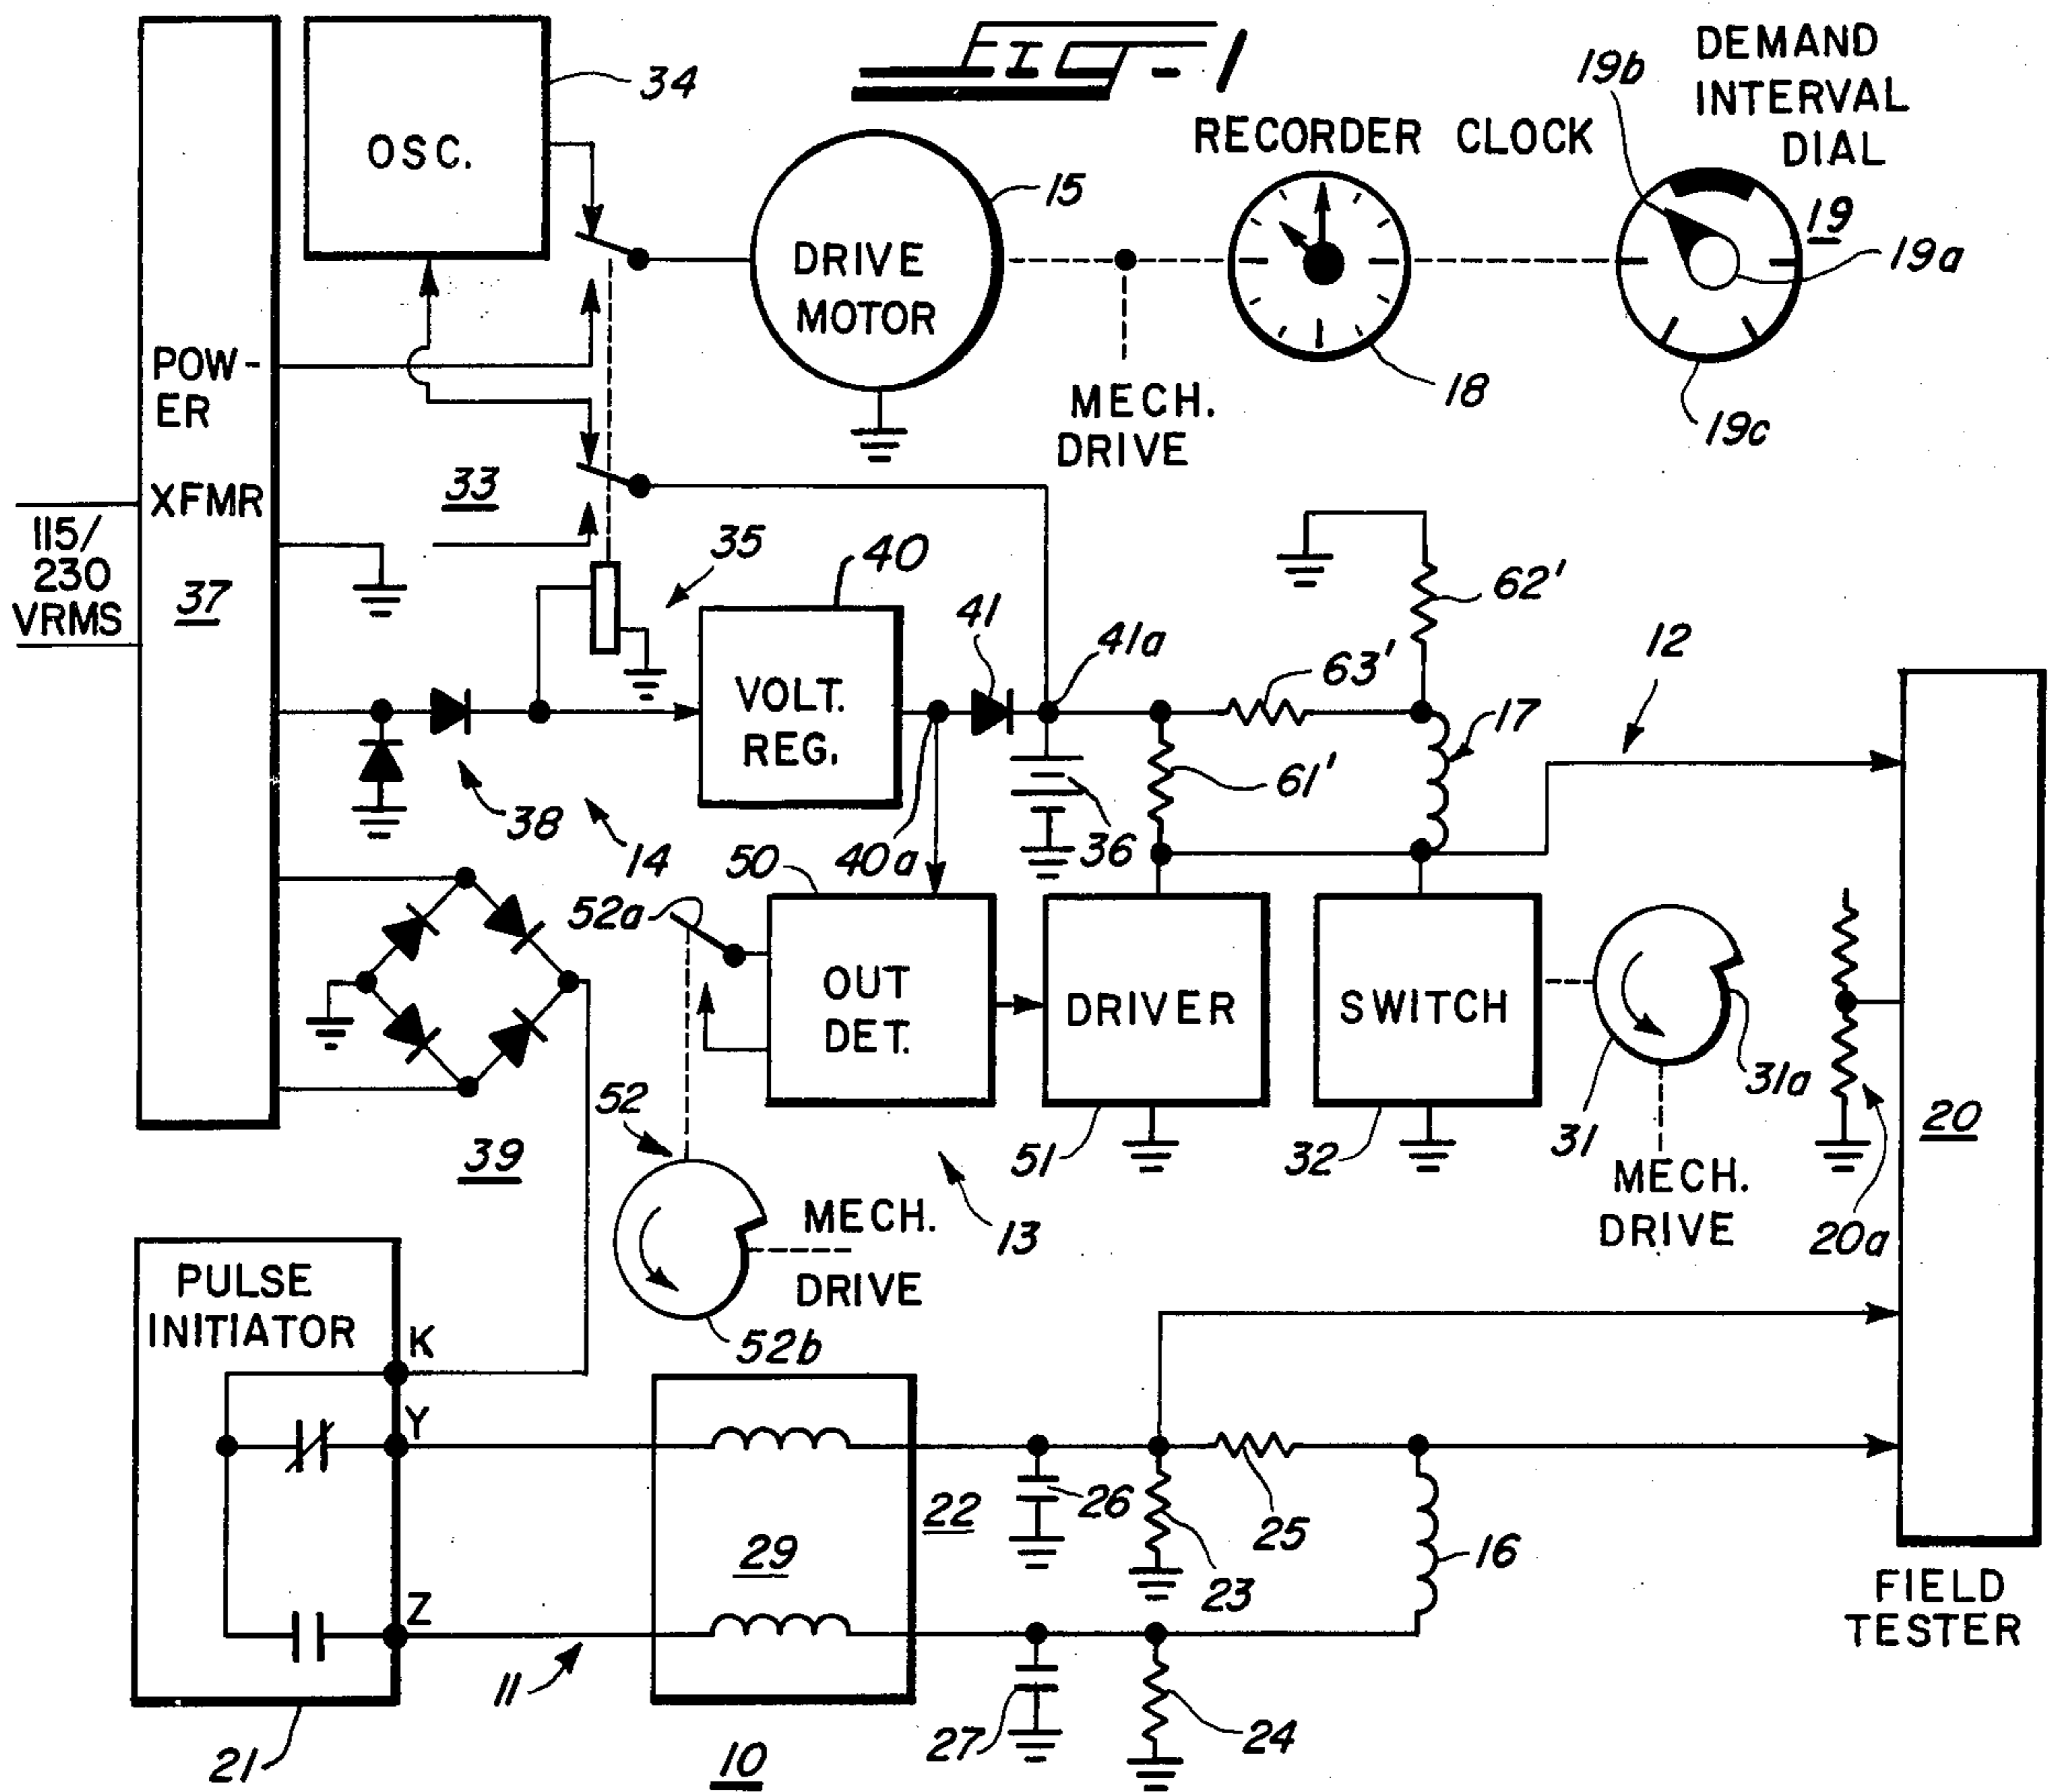 FIG-1
OSC.
34
DRIVE
MOTOR
15
MECH.
DRIVE
RECORDER CLOCK
18
DEMAND
INTERVAL
DIAL
19b
19
19a
19c
POW-
ER
XFMR
37
115/
230
VRMS
33
35
40
VOLT.
REG.
41
41a
40a
36
38
14
61'
62'
63'
17
12
39
50
52a
OUT
DET.
DRIVER
51
SWITCH
32
31
31a
MECH.
DRIVE
20
20a
52
52b
MECH.
DRIVE
13
PULSE
INITIATOR
K
Y
Z
21
11
29
22
10
26
27
23
24
25
16
FIELD
TESTER